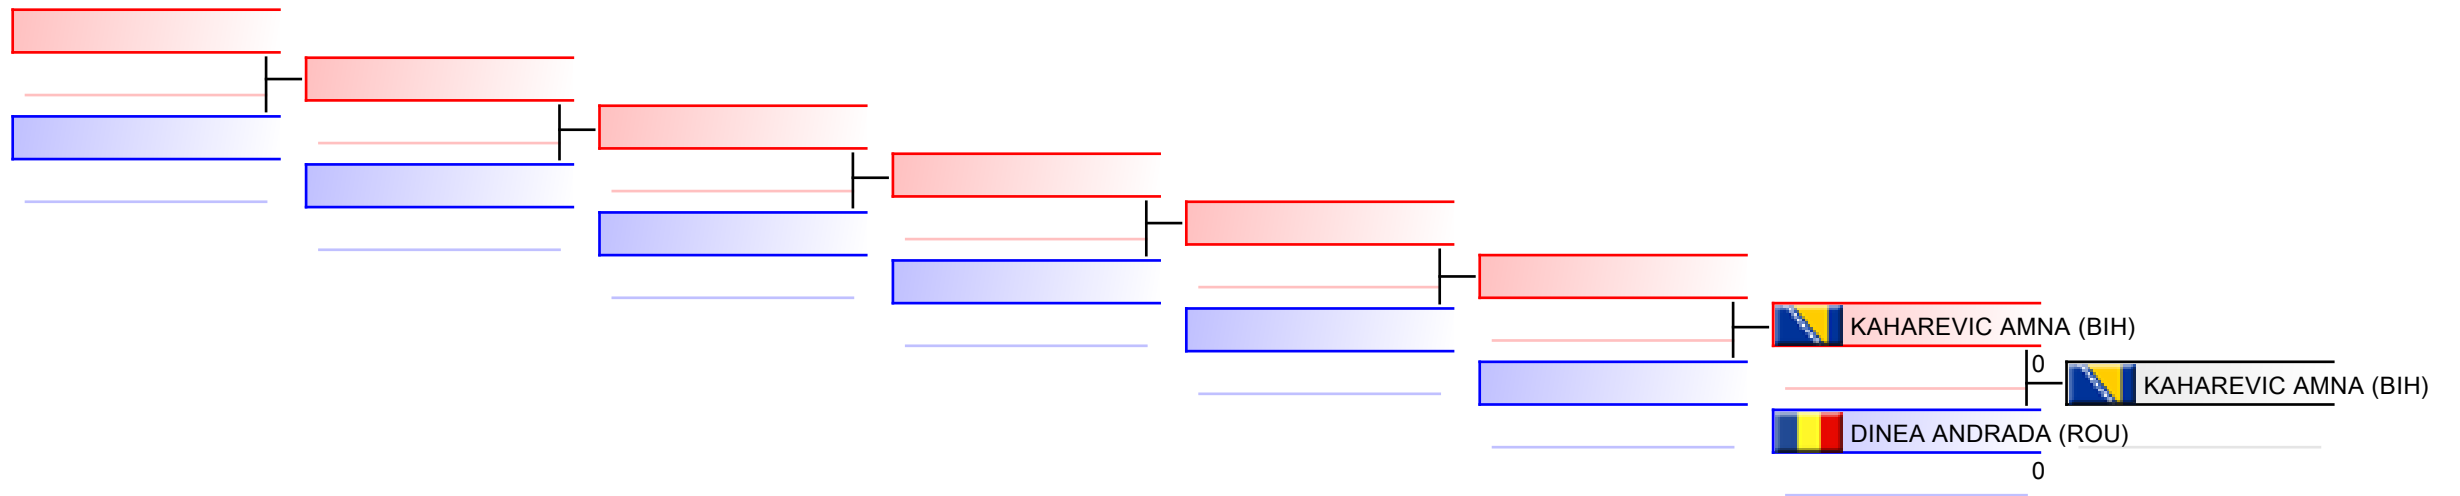 KAHAREVIC AMNA (BIH)
0
KAHAREVIC AMNA (BIH)
DINEA ANDRADA (ROU)
0